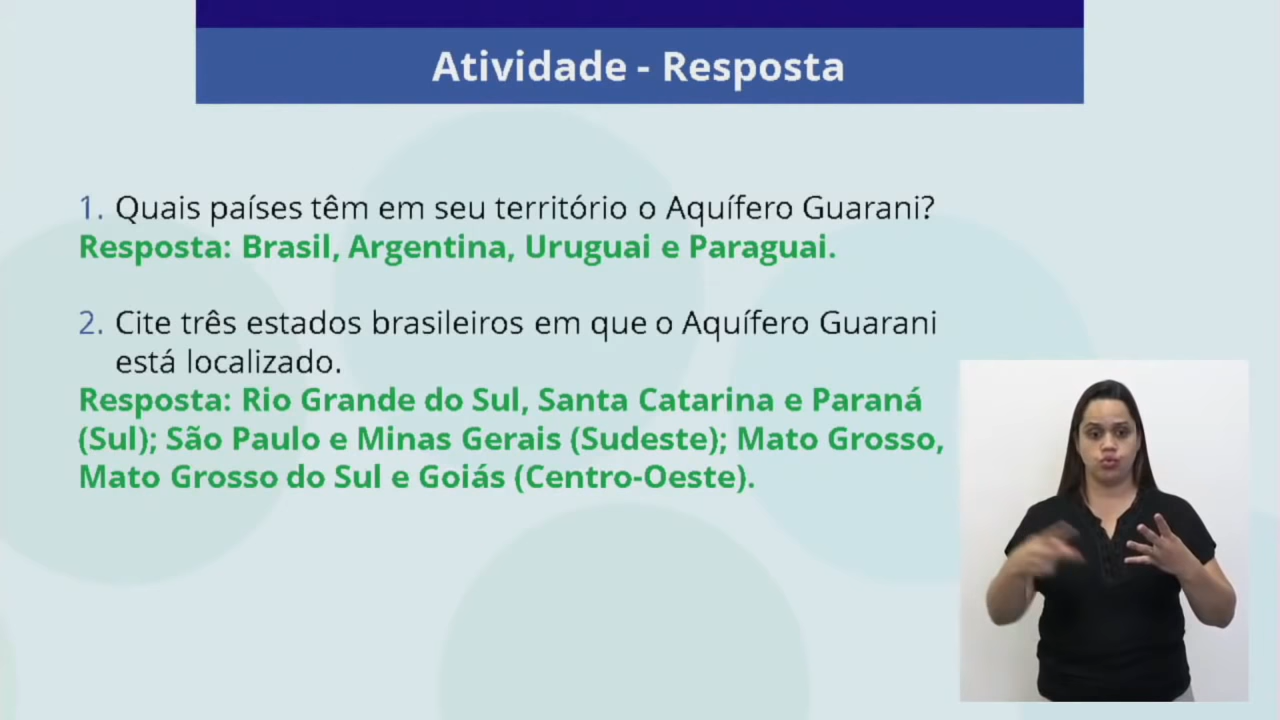 Atividade - Resposta
1. Quais países têm em seu território o Aquífero Guarani?
Resposta: Brasil, Argentina, Uruguai e Paraguai.
2. Cite três estados brasileiros em que o Aquífero Guarani
está localizado.
Resposta: Rio Grande do Sul, Santa Catarina e Paraná
(Sul); São Paulo e Minas Gerais (Sudeste); Mato Grosso,
Mato Grosso do Sul e Goiás (Centro-Oeste).